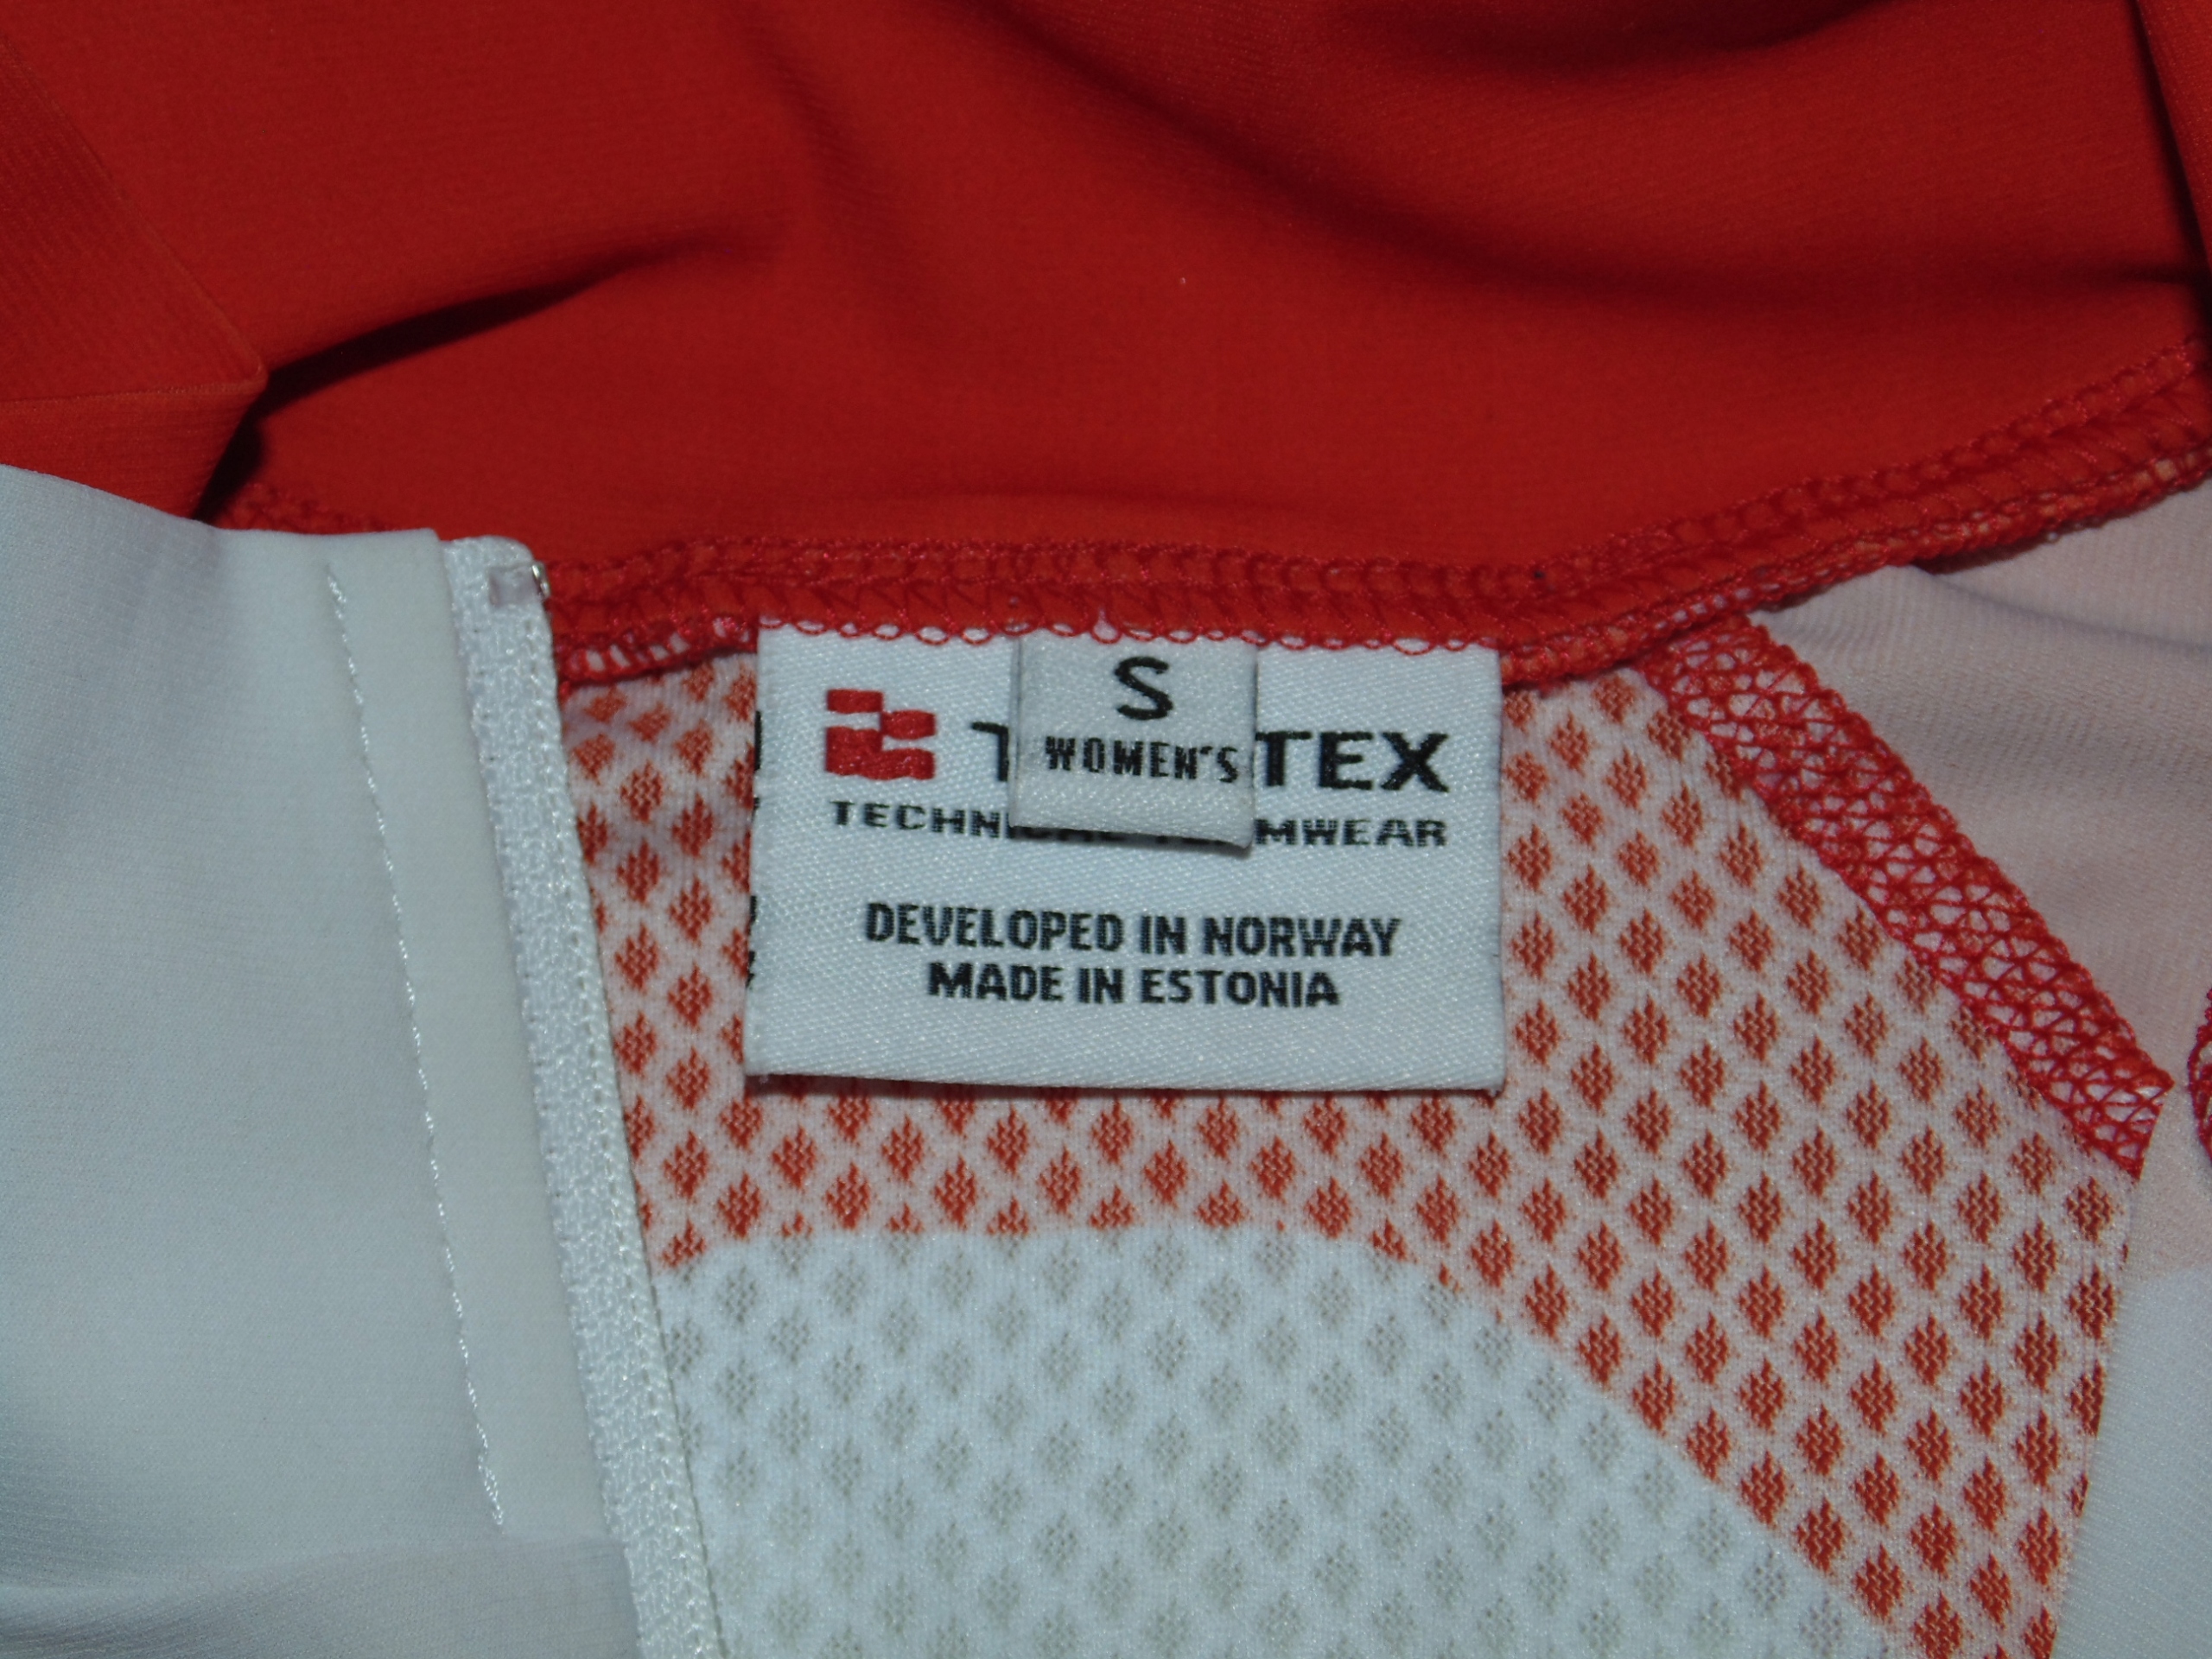 S
WOMEN'S
TEX
TECHN MWEAR
DEVELOPED IN NORWAY
MADE IN ESTONIA